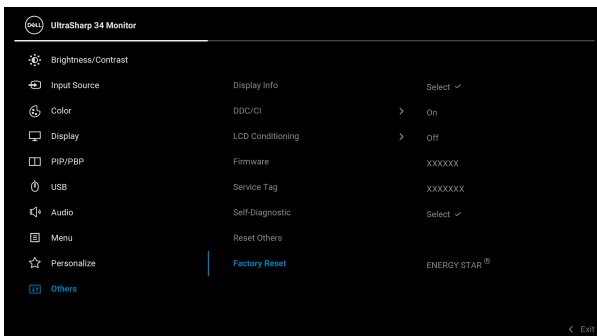 DELL UltraSharp 34 Monitor
Brightness/Contrast
Input Source Display Info Select ✓
Color DDC/CI > On
Display LCD Conditioning > Off
PIP/PBP Firmware XXXXXX
USB Service Tag XXXXXXX
Audio Self-Diagnostic Select ✓
Menu Reset Others
Personalize Factory Reset ENERGY STAR®
Others
< Exit